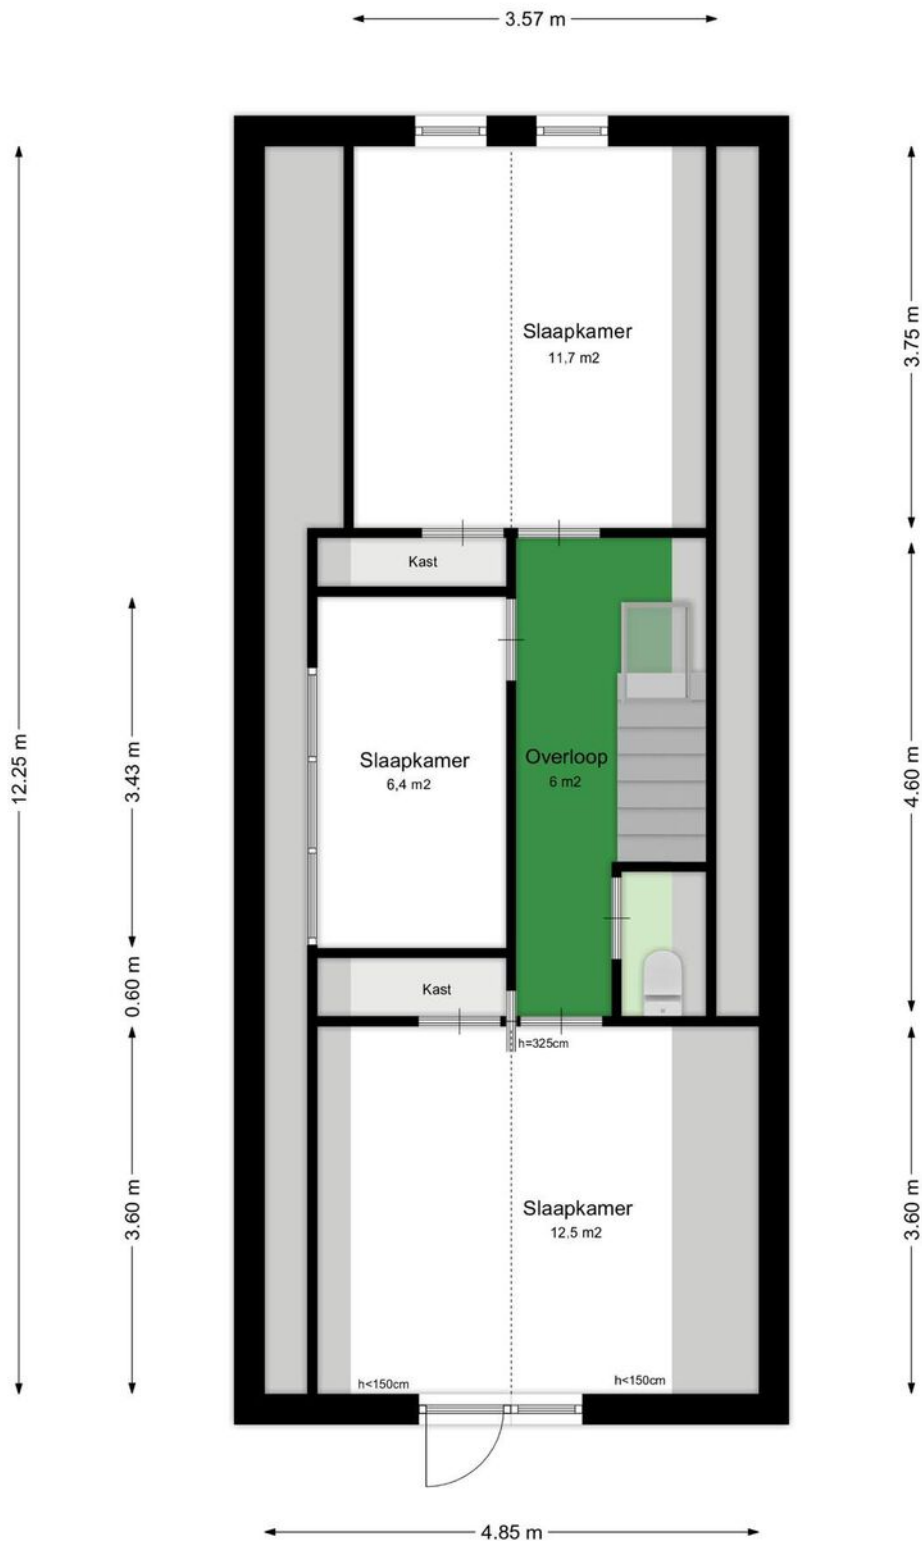 3.57 m
Slaapkamer
11,7 m2
3.75 m
Kast
12.25 m
3.43 m
Slaapkamer
6,4 m2
Overloop
6 m2
4.60 m
0.60 m
Kast
h=325cm
3.60 m
Slaapkamer
12.5 m2
3.60 m
h<150cm
h<150cm
4.85 m